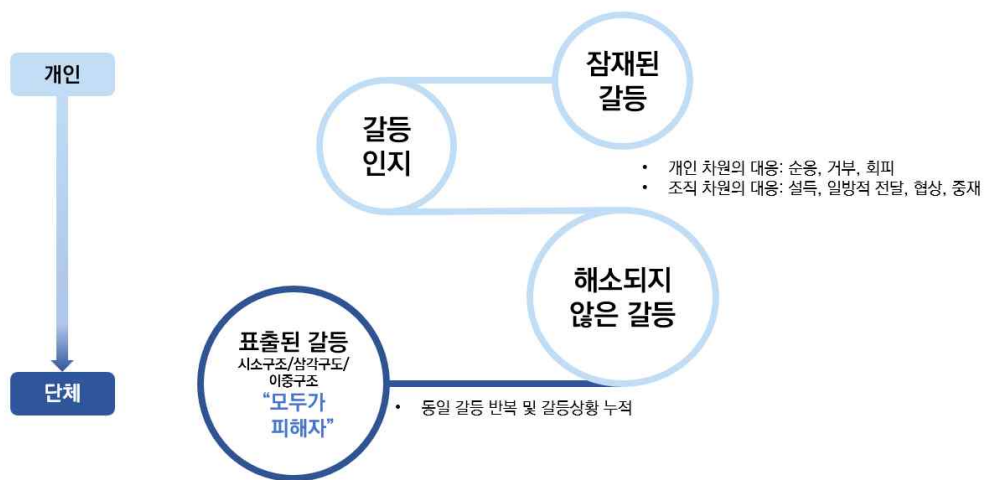 개인
잠재된
갈등
갈등
인지
• 개인 차원의 대응: 순응, 거부, 회피
• 조직 차원의 대응: 설득, 일방적 전달, 협상, 중재
해소되지
않은 갈등
표출된 갈등
시소구조/삼각구도/
이중구조
“모두가
피해자”
단체
• 동일 갈등 반복 및 갈등상황 누적